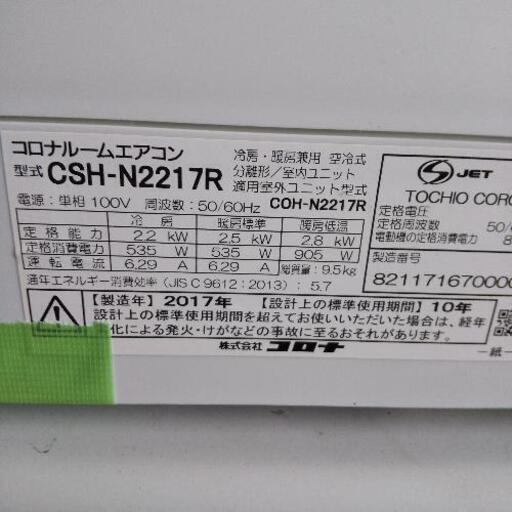 コロナルームエアコン
型式 CSH-N2217R
冷房・暖房兼用 空冷式
分離形/室内ユニット
適用室外ユニット型式
電源：単相 100V 周波数：50/60Hz COH-N2217R
冷房 暖房標準 暖房低温
定格能力 2.2 kW 2.5 kW 2.8 kW
定格消費電力 535 W 535 W 905 W
運転電流 6.29 A 6.29 A 総質量：9.5kg
通年エネルギー消費効率（JIS C 9612：2013）：5.7
【製造年】2017年 【設計上の標準使用期間】10年
設計上の標準使用期間を超えてお使いいただいた場合は、経年
化による発火・けがなどの事故に至るおそれがあります。
株式会社 コロナ
S JET
TOCHIO CORO
定格電圧
定格周波数 50/
電動機の定格消費電力 8
製造番号
821171670000
一紙一